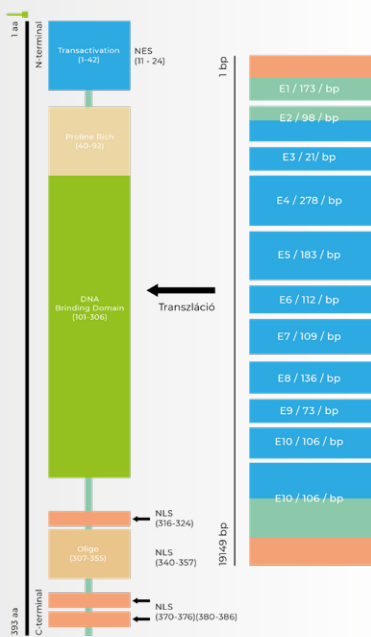 1 aa
N-terminal
Transactivation
(1-42)
NES
(11 - 24)
Proline Rich
(40-92)
DNA
Brinding Domain
(101-306)
NLS
(316-324)
Oligo
(307-355)
NLS
(340-357)
NLS
(370-376)(380-386)
C-terminal
393 aa
Transzláció
1 bp
E1 / 173 / bp
E2 / 98 / bp
E3 / 21/ bp
E4 / 278 / bp
E5 / 183 / bp
E6 / 112 / bp
E7 / 109 / bp
E8 / 136 / bp
E9 / 73 / bp
E10 / 106 / bp
E10 / 106 / bp
19149 bp